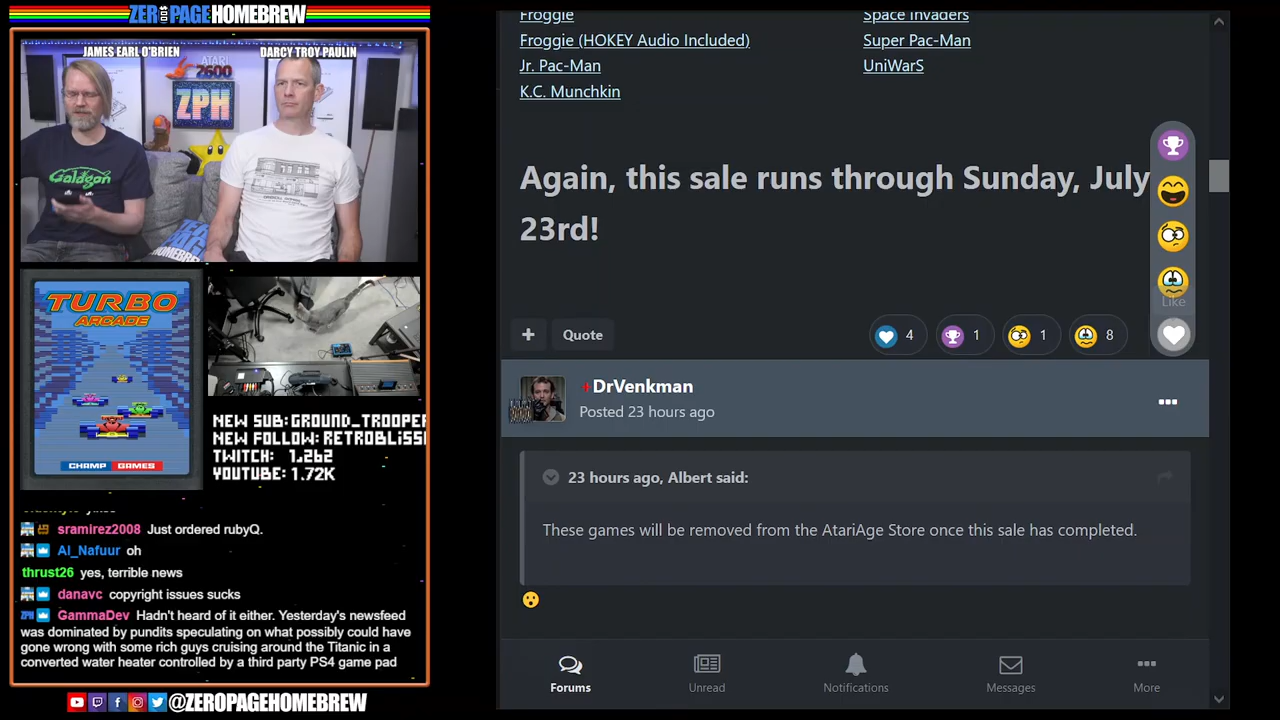 ZERO PAGE HOMEBREW
JAMES EARL O'BRIEN
DARCY TROY PAULIN
ATARI
2600
ZPH
Galagon
ZERO
PAGE
HOMEBREW
TURBO
ARCADE
CHAMP GAMES
NEW SUB:GROUND_TROOPER
NEW FOLLOW:RETROBLISS
TWITCH: 1,262
YOUTUBE: 1.72K
sramirez2008 Just ordered rubyQ.
Al_Nafuur oh
thrust26 yes, terrible news
danavc copyright issues sucks
ZPH GammaDev Hadn't heard of it either. Yesterday's newsfeed
was dominated by pundits speculating on what possibly could have
gone wrong with some rich guys cruising around the Titanic in a
converted water heater controlled by a third party PS4 game pad
@ZEROPAGEHOMEBREW
Froggie
Froggie (HOKEY Audio Included)
Jr. Pac-Man
K.C. Munchkin
Space Invaders
Super Pac-Man
UniWarS
Again, this sale runs through Sunday, July
23rd!
Like
+ Quote
4
1
1
8
+DrVenkman
Posted 23 hours ago
23 hours ago, Albert said:
These games will be removed from the AtariAge Store once this sale has completed.
Forums
Unread
Notifications
Messages
More